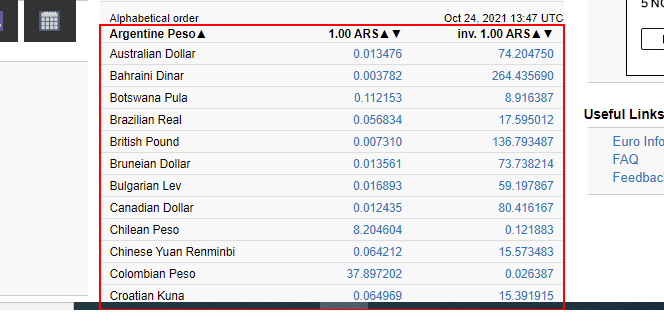 5 NO
Alphabetical order Oct 24, 2021 13:47 UTC
Argentine Peso▲ 1.00 ARS▲▼ inv. 1.00 ARS▲▼
Australian Dollar 0.013476 74.204750
Bahraini Dinar 0.003782 264.435690
Botswana Pula 0.112153 8.916387
Brazilian Real 0.056834 17.595012
British Pound 0.007310 136.793487
Bruneian Dollar 0.013561 73.738214
Bulgarian Lev 0.016893 59.197867
Canadian Dollar 0.012435 80.416167
Chilean Peso 8.204604 0.121883
Chinese Yuan Renminbi 0.064212 15.573483
Colombian Peso 37.897202 0.026387
Croatian Kuna 0.064969 15.391915
Useful Links
Euro Info
FAQ
Feedbac